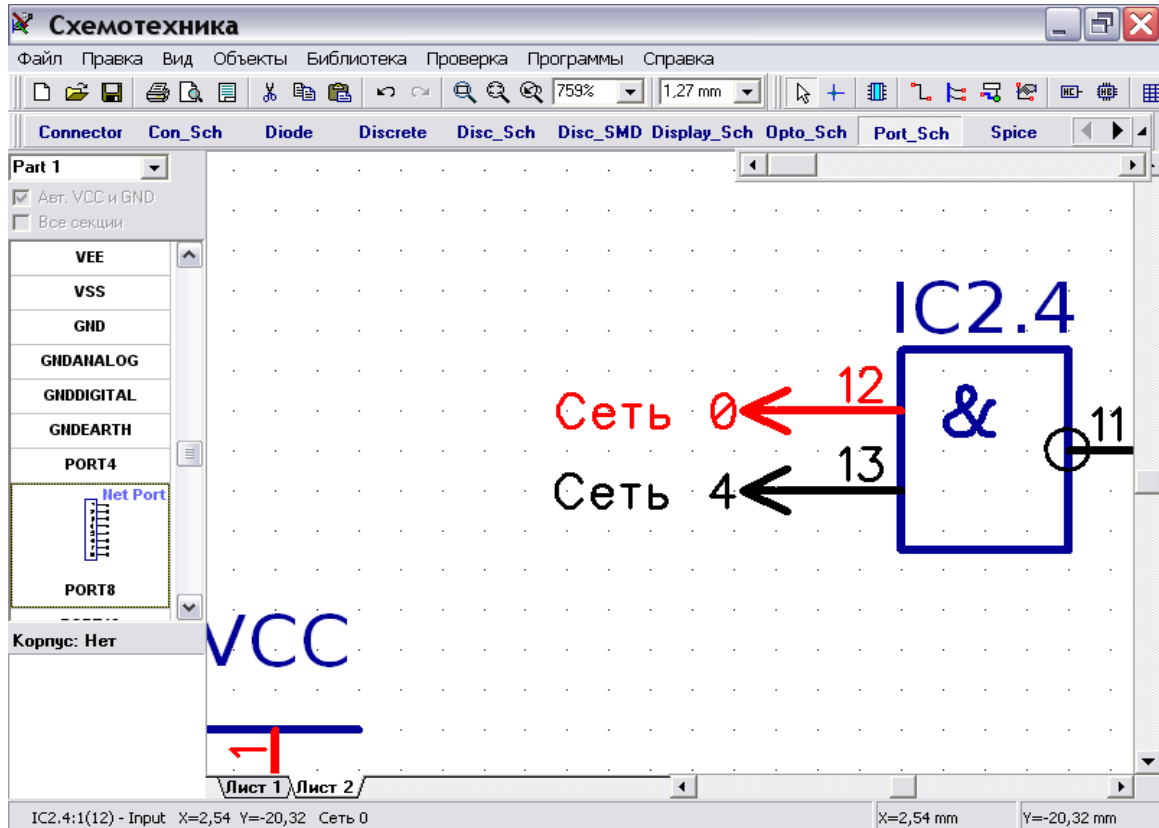 Схемотехника
Файл Правка Вид Объекты Библиотека Проверка Программы Справка
759% 1,27 mm
Connector Con_Sch Diode Discrete Disc_Sch Disc_SMD Display_Sch Opto_Sch Port_Sch Spice
Part 1
Авт. VCC и GND
Все секции
VEE
VSS
GND
GNDANALOG
GNDDIGITAL
GNDEARTH
PORT4
Net Port
PORT8
Корпус: Нет
IC2.4
12
Сеть 0
&
11
13
Сеть 4
VCC
1
Лист 1 Лист 2
IC2.4:1(12) - Input X=2,54 Y=-20,32 Сеть 0 X=2,54 mm Y=-20,32 mm